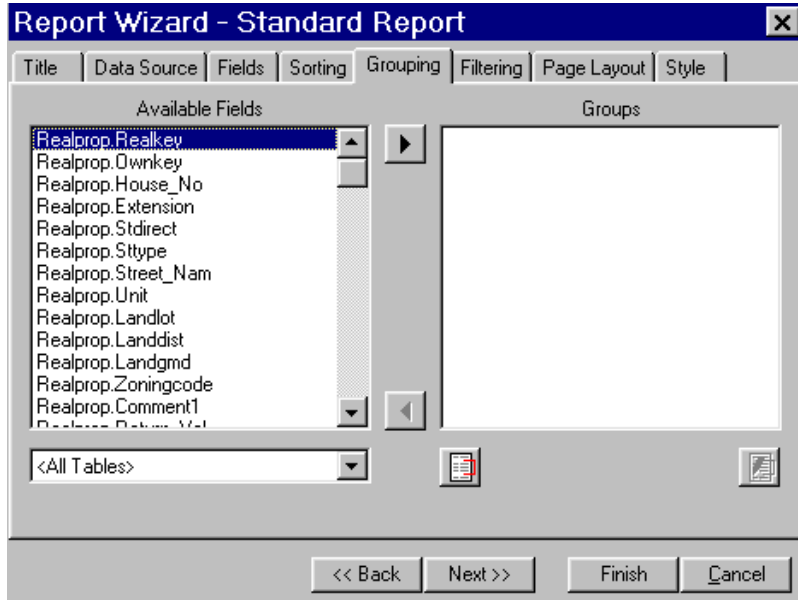 Report Wizard - Standard Report
Title Data Source Fields Sorting Grouping Filtering Page Layout Style
Available Fields Groups
Realprop.Realkey
Realprop.Ownkey
Realprop.House_No
Realprop.Extension
Realprop.Stdirect
Realprop.Sttype
Realprop.Street_Nam
Realprop.Unit
Realprop.Landlot
Realprop.Landdist
Realprop.Landgmd
Realprop.Zoningcode
Realprop.Comment1
<All Tables>
<< Back Next >> Finish Cancel